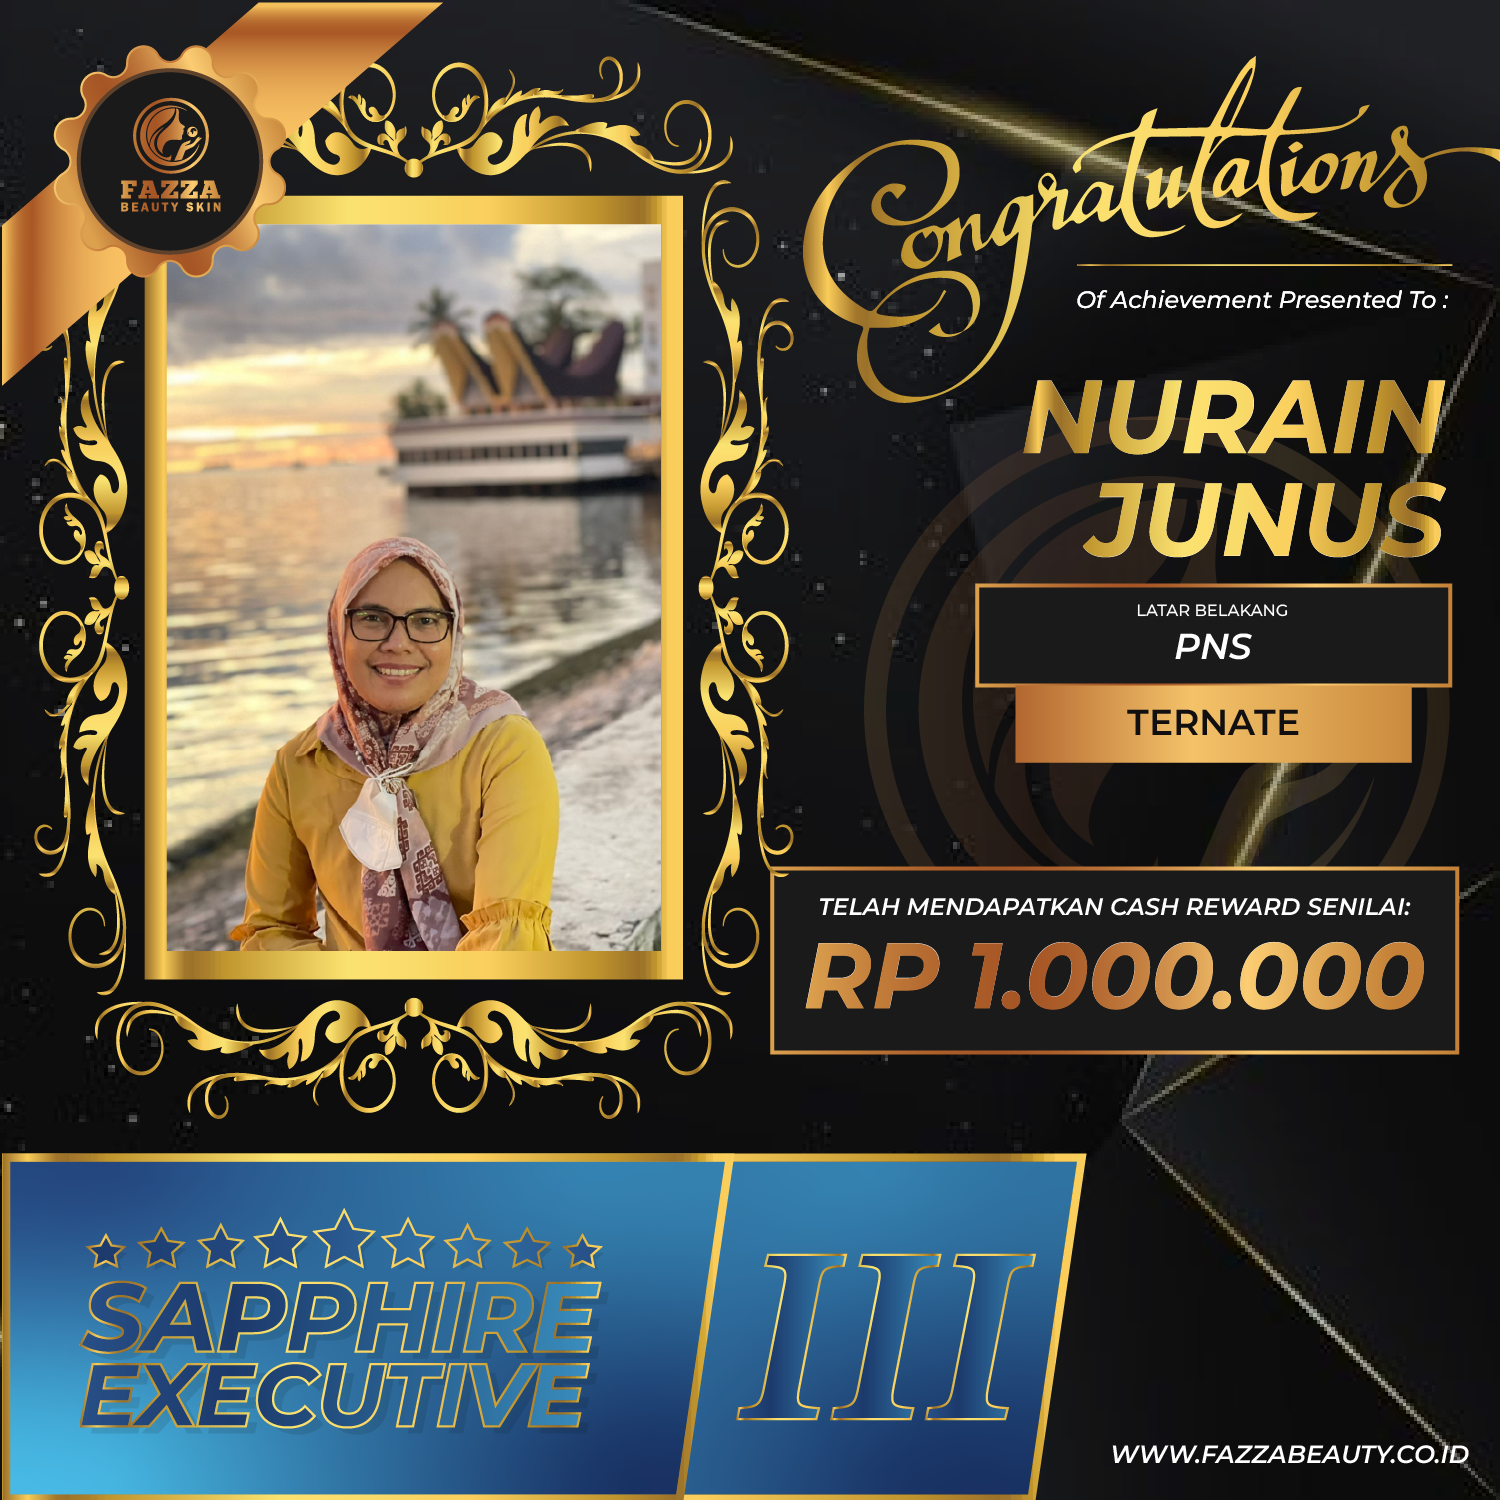 FAZZA
BEAUTY SKIN
Congratulations
Of Achievement Presented To :
NURAIN
JUNUS
LATAR BELAKANG
PNS
TERNATE
TELAH MENDAPATKAN CASH REWARD SENILAI:
RP 1.000.000
SAPPHIRE
EXECUTIVE
III
WWW.FAZZABEAUTY.CO.ID